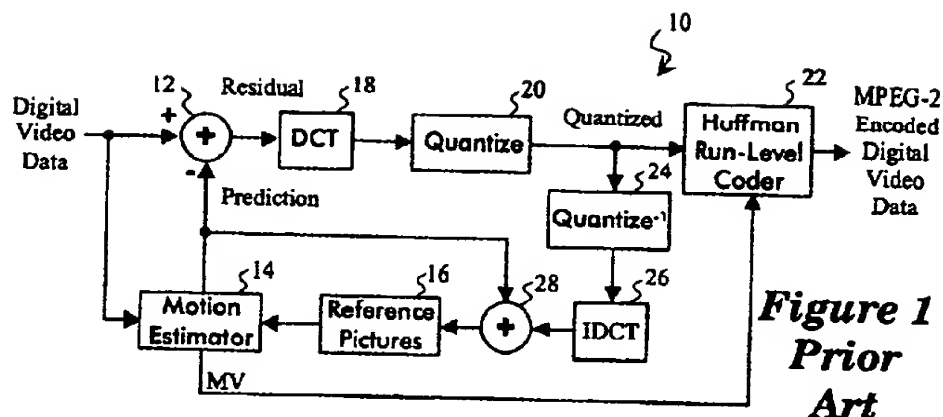 10
12
Residual
18
20
22
Digital
Video
Data
+
+
-
DCT
Quantize
Quantized
Huffman
Run-Level
Coder
MPEG-2
Encoded
Digital
Video
Data
Prediction
24
Quantize⁻¹
14
16
28
26
Motion
Estimator
Reference
Pictures
+
IDCT
MV
Figure 1
Prior
Art